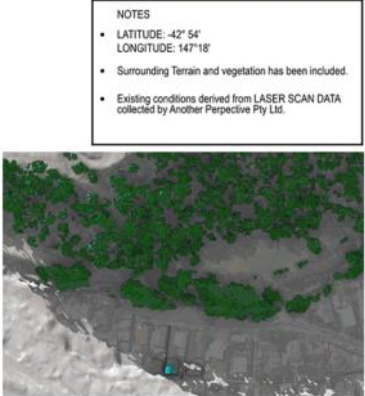 NOTES
• LATITUDE: -42° 54'
LONGITUDE: 147°18'
• Surrounding Terrain and vegetation has been included.
• Existing conditions derived from LASER SCAN DATA
collected by Another Perpective Pty Ltd.